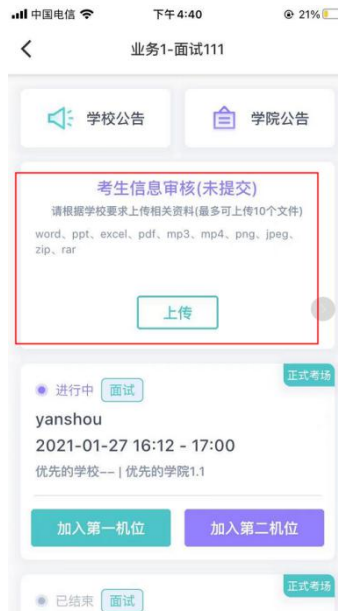 中国电信 下午4:40 21%
业务1-面试111
学校公告 学院公告
考生信息审核(未提交)
请根据学校要求上传相关资料(最多可上传10个文件)
word、ppt、excel、pdf、mp3、mp4、png、jpeg、
zip、rar
上传
正式考场
进行中 面试
yanshou
2021-01-27 16:12 - 17:00
优先的学校-- | 优先的学院1.1
加入第一机位 加入第二机位
正式考场
已结束 面试